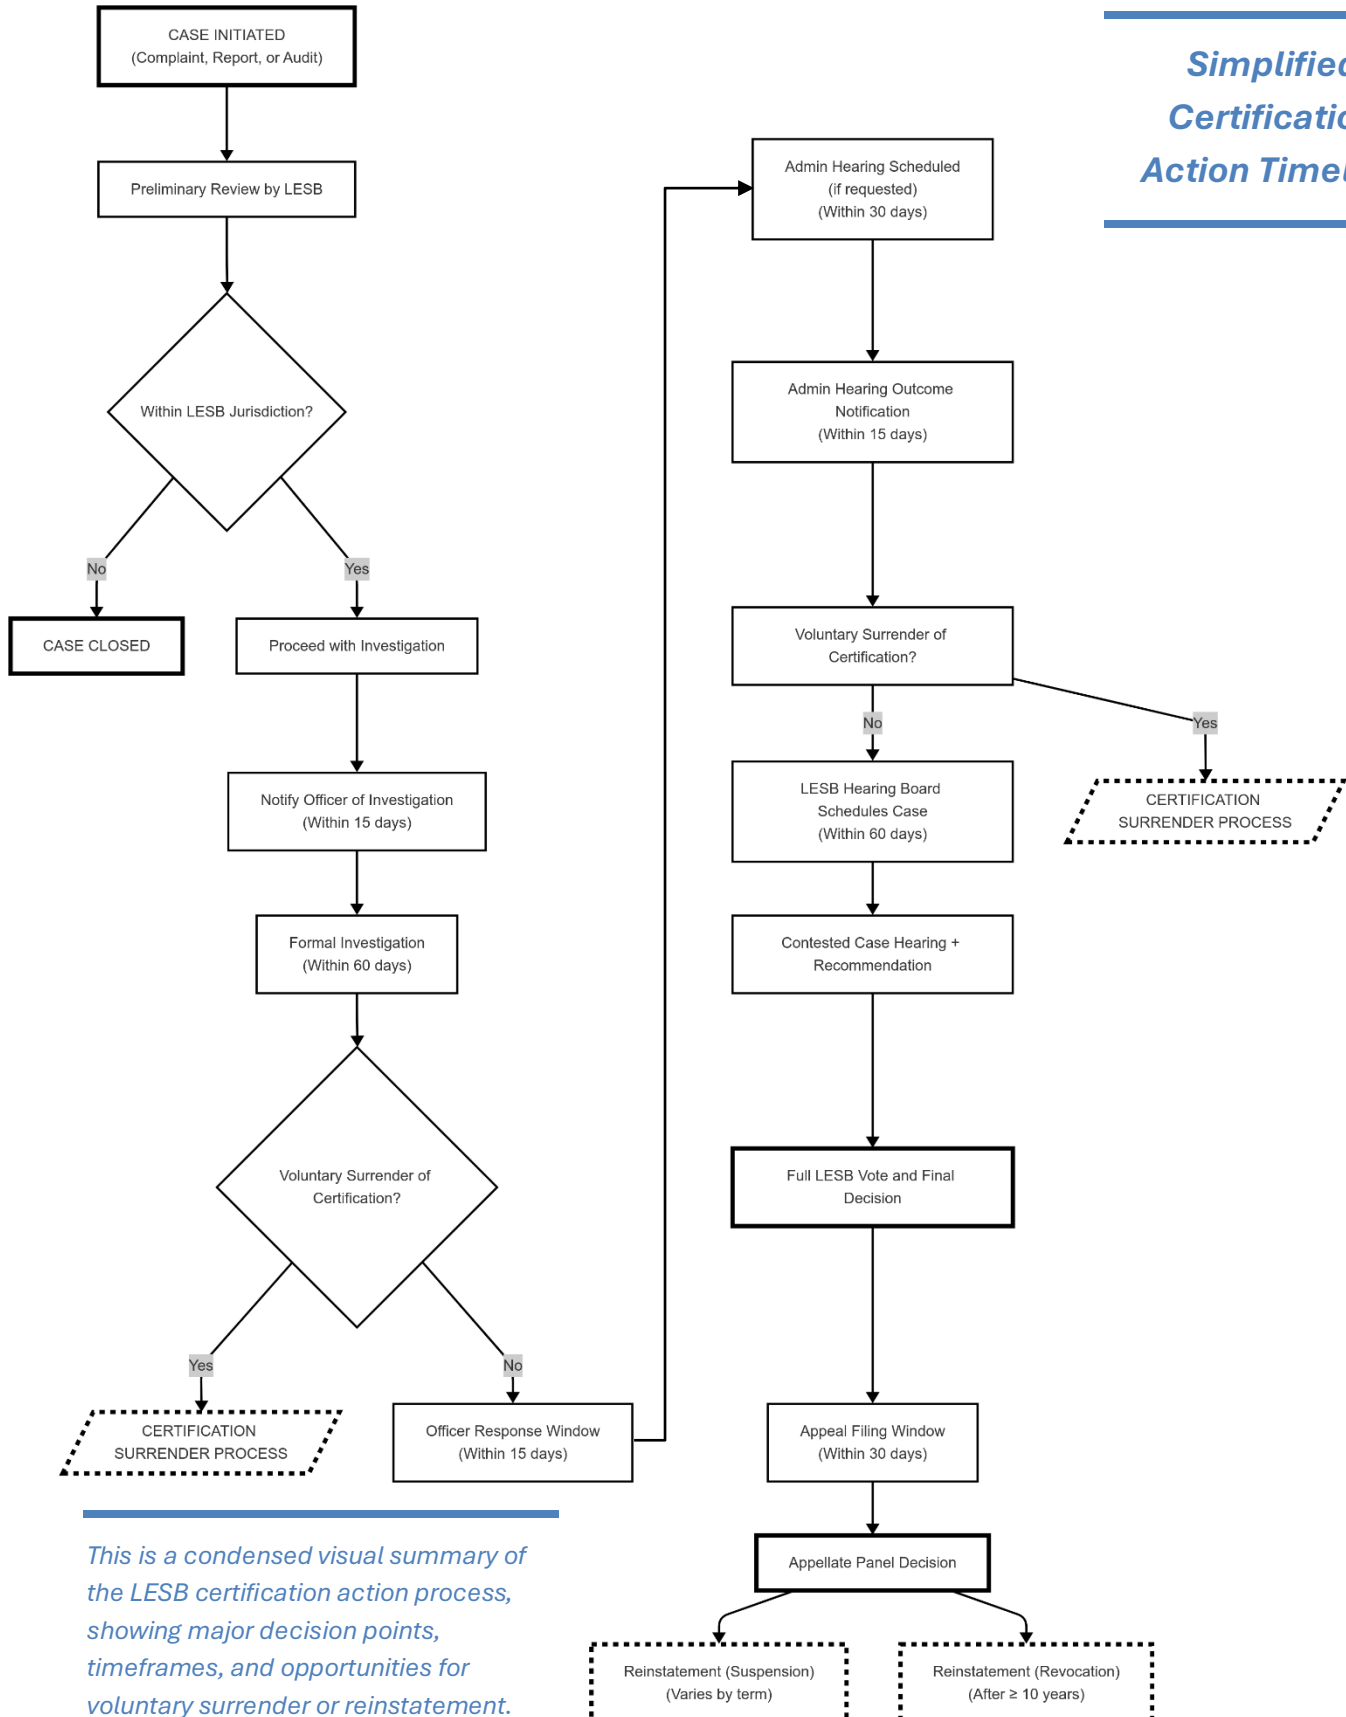 CASE INITIATED
(Complaint, Report, or Audit)
Preliminary Review by LESB
Within LESB Jurisdiction?
No
Yes
CASE CLOSED
Proceed with Investigation
Notify Officer of Investigation
(Within 15 days)
Formal Investigation
(Within 60 days)
Voluntary Surrender of
Certification?
Yes
No
CERTIFICATION
SURRENDER PROCESS
Officer Response Window
(Within 15 days)
Simplified
Certificatio
Action Timel
Admin Hearing Scheduled
(if requested)
(Within 30 days)
Admin Hearing Outcome
Notification
(Within 15 days)
Voluntary Surrender of
Certification?
No
Yes
LESB Hearing Board
Schedules Case
(Within 60 days)
CERTIFICATION
SURRENDER PROCESS
Contested Case Hearing +
Recommendation
Full LESB Vote and Final
Decision
Appeal Filing Window
(Within 30 days)
Appellate Panel Decision
Reinstatement (Suspension)
(Varies by term)
Reinstatement (Revocation)
(After ≥ 10 years)
This is a condensed visual summary of
the LESB certification action process,
showing major decision points,
timeframes, and opportunities for
voluntary surrender or reinstatement.